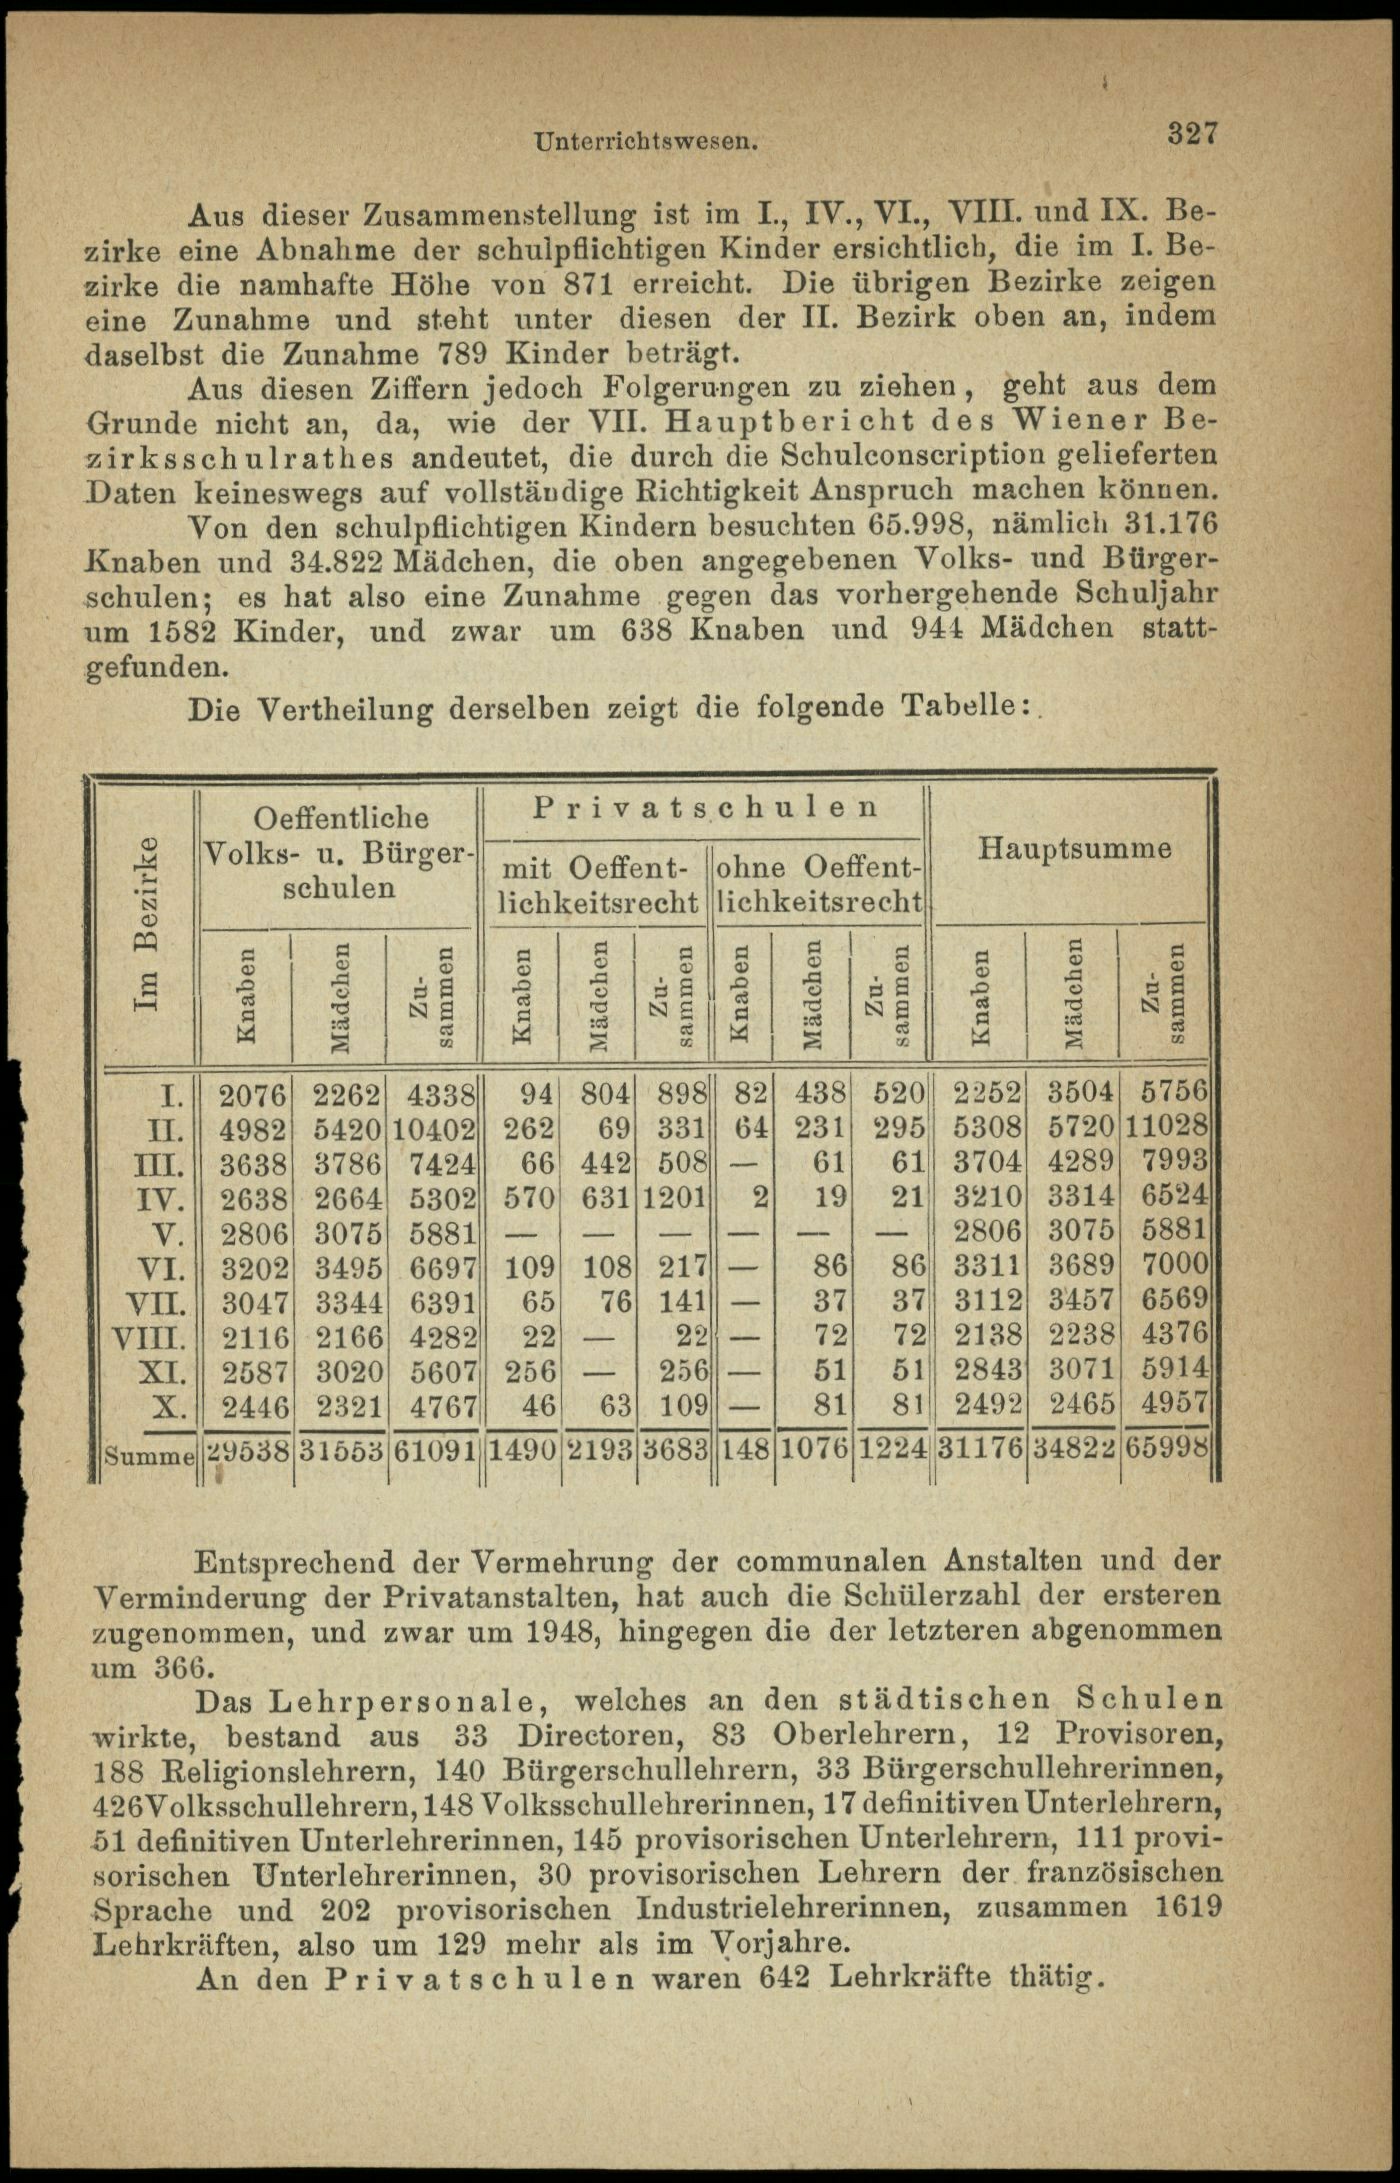 Unterrichtswesen. 327
Aus dieser Zusammenstellung ist im I., IV., VI., VIII. und IX. Be-
zirke eine Abnahme der schulpflichtigen Kinder ersichtlich, die im I. Be-
zirke die namhafte Höhe von 871 erreicht. Die übrigen Bezirke zeigen
eine Zunahme und steht unter diesen der II. Bezirk oben an, indem
daselbst die Zunahme 789 Kinder beträgt.
Aus diesen Ziffern jedoch Folgerungen zu ziehen, geht aus dem
Grunde nicht an, da, wie der VII. Hauptbericht des Wiener Be-
zirksschulrathes andeutet, die durch die Schulconscription gelieferten
Daten keineswegs auf vollständige Richtigkeit Anspruch machen können.
Von den schulpflichtigen Kindern besuchten 65.998, nämlich 31.176
Knaben und 34.822 Mädchen, die oben angegebenen Volks- und Bürger-
schulen; es hat also eine Zunahme gegen das vorhergehende Schuljahr
um 1582 Kinder, und zwar um 638 Knaben und 944 Mädchen statt-
gefunden.
Die Vertheilung derselben zeigt die folgende Tabelle:
Im Bezirke
Oeffentliche
Volks- u. Bürger-
schulen
Privatschulen
mit Oeffent-
lichkeitsrecht
ohne Oeffent-
lichkeitsrecht
Hauptsumme
Knaben Mädchen Zu-sammen Knaben Mädchen Zu-sammen Knaben Mädchen Zu-sammen Knaben Mädchen Zu-sammen
I. 2076 2262 4338 94 804 898 82 438 520 2252 3504 5756
II. 4982 5420 10402 262 69 331 64 231 295 5308 5720 11028
III. 3638 3786 7424 66 442 508 — 61 61 3704 4289 7993
IV. 2638 2664 5302 570 631 1201 2 19 21 3210 3314 6524
V. 2806 3075 5881 — — — — — — 2806 3075 5881
VI. 3202 3495 6697 109 108 217 — 86 86 3311 3689 7000
VII. 3047 3344 6391 65 76 141 — 37 37 3112 3457 6569
VIII. 2116 2166 4282 22 — 22 — 72 72 2138 2238 4376
XI. 2587 3020 5607 256 — 256 — 51 51 2843 3071 5914
X. 2446 2321 4767 46 63 109 — 81 81 2492 2465 4957
Summe 29538 31553 61091 1490 2193 3683 148 1076 1224 31176 34822 65998
Entsprechend der Vermehrung der communalen Anstalten und der
Verminderung der Privatanstalten, hat auch die Schülerzahl der ersteren
zugenommen, und zwar um 1948, hingegen die der letzteren abgenommen
um 366.
Das Lehrpersonale, welches an den städtischen Schulen
wirkte, bestand aus 33 Directoren, 83 Oberlehrern, 12 Provisoren,
188 Religionslehrern, 140 Bürgerschullehrern, 33 Bürgerschullehrerinnen,
426 Volksschullehrern, 148 Volksschullehrerinnen, 17 definitiven Unterlehrern,
51 definitiven Unterlehrerinnen, 145 provisorischen Unterlehrern, 111 provi-
sorischen Unterlehrerinnen, 30 provisorischen Lehrern der französischen
Sprache und 202 provisorischen Industrielehrerinnen, zusammen 1619
Lehrkräften, also um 129 mehr als im Vorjahre.
An den Privatschulen waren 642 Lehrkräfte thätig.